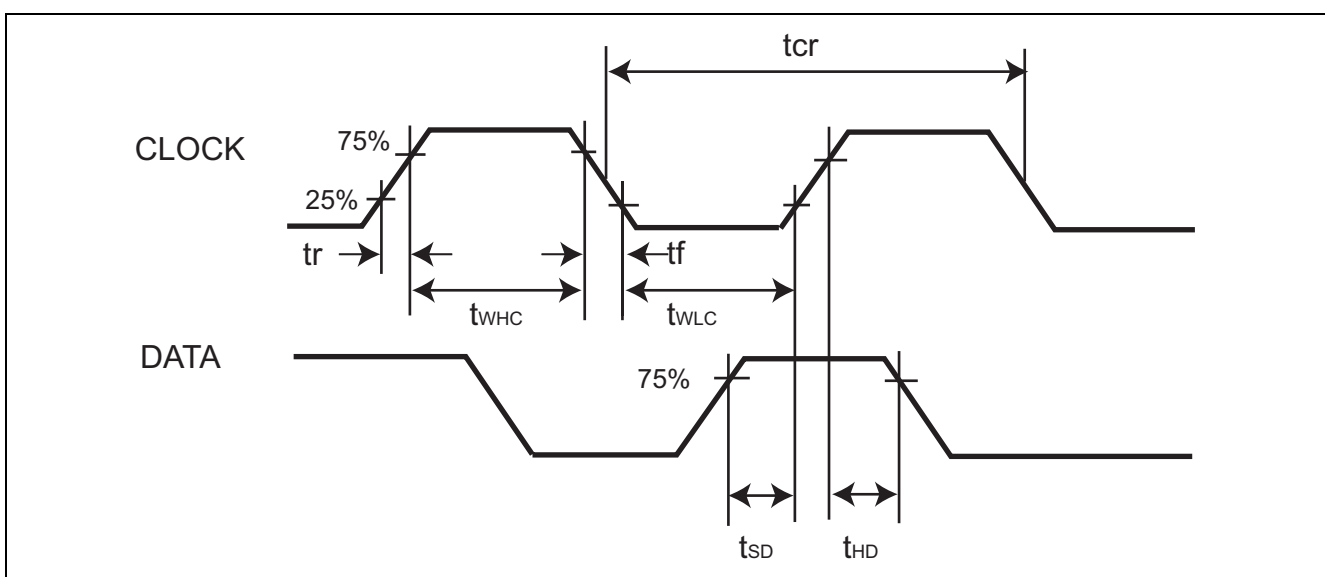 tcr
CLOCK
75%
25%
tr
tf
tWHC
tWLC
DATA
75%
tSD
tHD